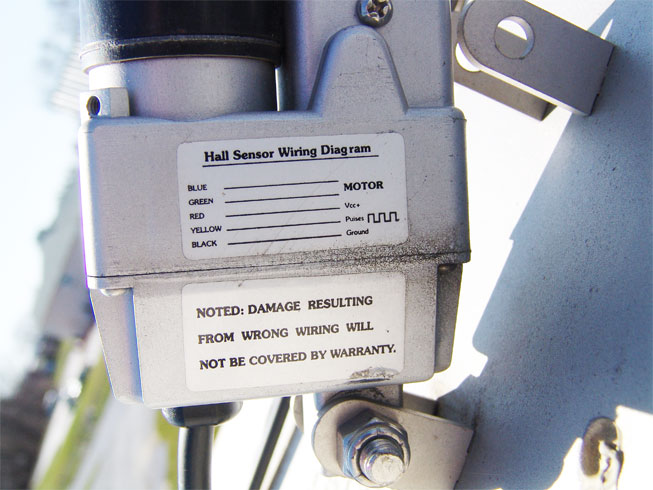 Hall Sensor Wiring Diagram
BLUE MOTOR
GREEN
RED Vcc+
YELLOW Pulses
BLACK Ground
NOTED: DAMAGE RESULTING
FROM WRONG WIRING WILL
NOT BE COVERED BY WARRANTY.